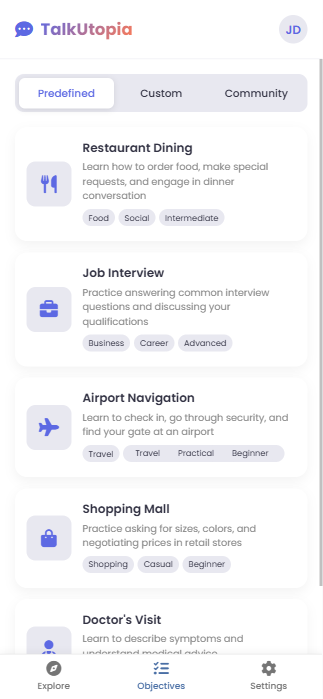 TalkUtopia
JD
Predefined Custom Community
Restaurant Dining
Learn how to order food, make special
requests, and engage in dinner
conversation
Food Social Intermediate
Job Interview
Practice answering common interview
questions and discussing your
qualifications
Business Career Advanced
Airport Navigation
Learn to check in, go through security, and
find your gate at an airport
Travel Travel Practical Beginner
Shopping Mall
Practice asking for sizes, colors, and
negotiating prices in retail stores
Shopping Casual Beginner
Doctor's Visit
Learn to describe symptoms and
understand medical advice
Explore Objectives Settings